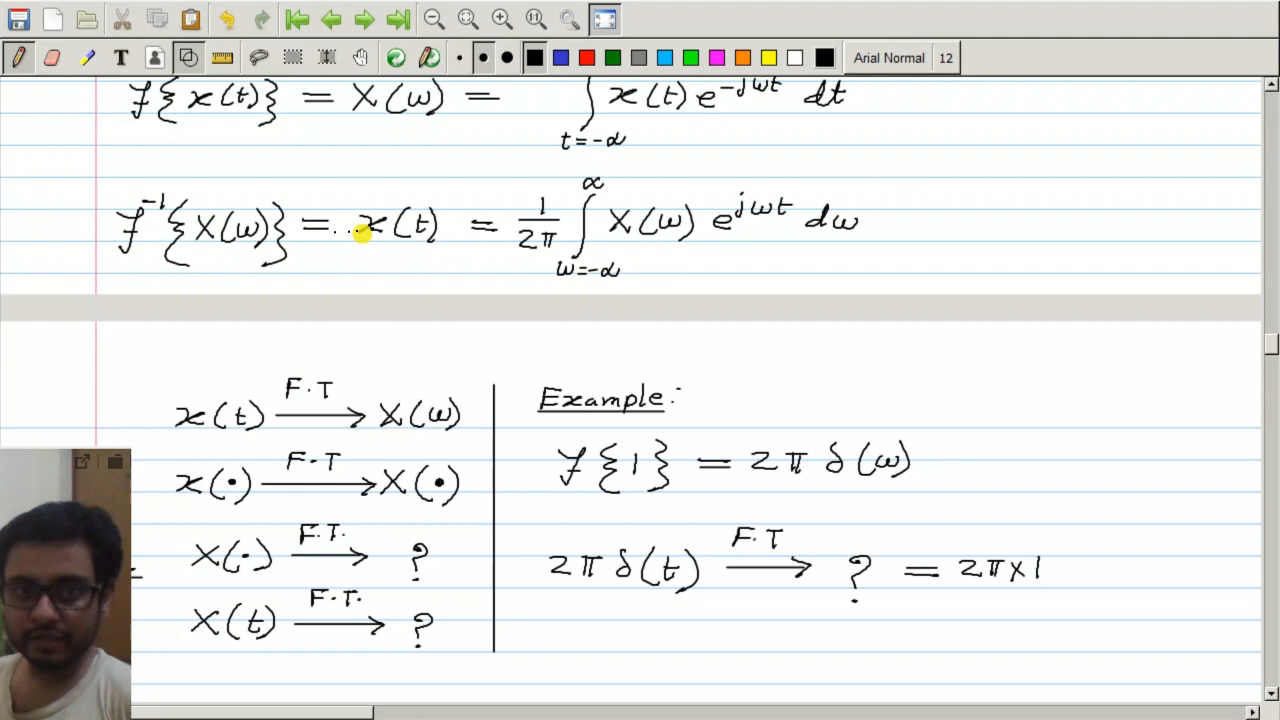 Arial Normal 12
ℱ{x(t)} = X(ω) = ∫ t=-∝ x(t) e^-jωt dt
ℱ^-1{X(ω)} = x(t) = 1/2π ∫ ω=-∝ ∝ X(ω) e^jωt dω
x(t) F.T → X(ω)
x(•) F.T → X(•)
X(•) F.T. → ?
X(t) F.T. → ?
Example:
ℱ{1} = 2π δ(ω)
2π δ(t) F.T → ? = 2π×1